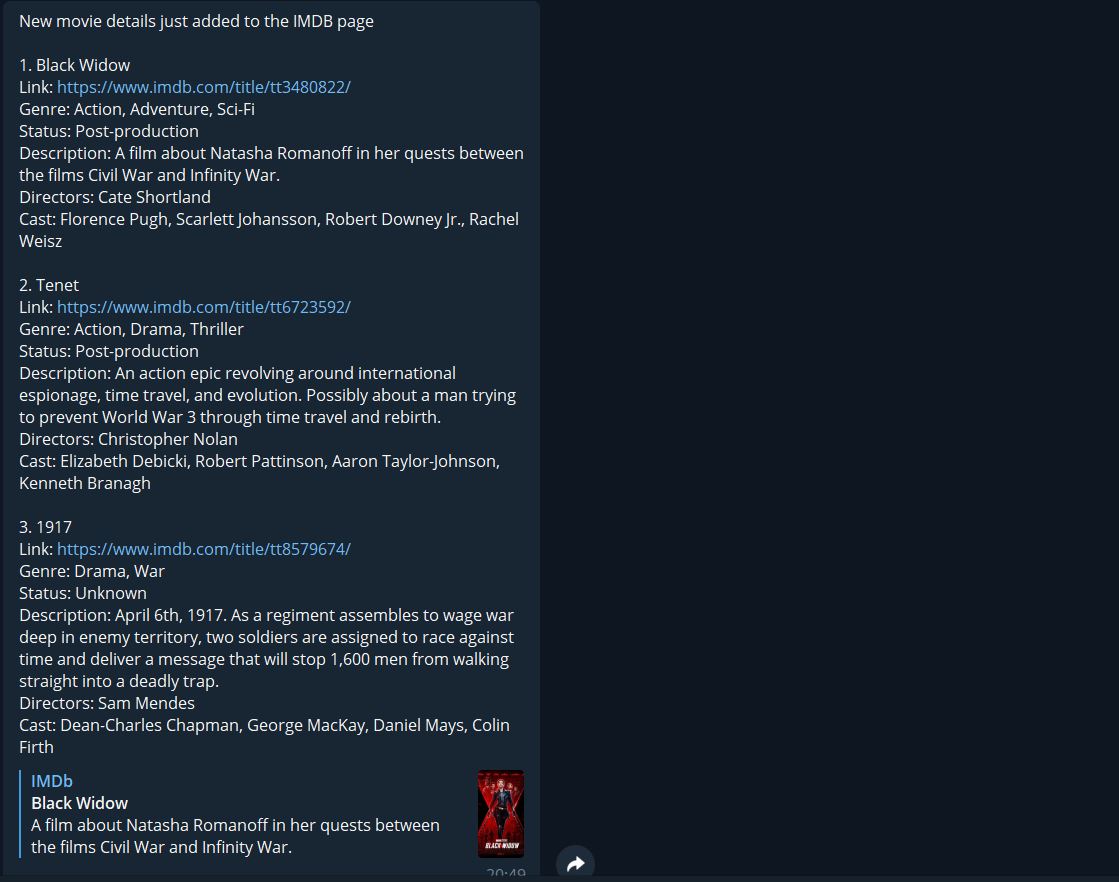 New movie details just added to the IMDB page
1. Black Widow
Link: https://www.imdb.com/title/tt3480822/
Genre: Action, Adventure, Sci-Fi
Status: Post-production
Description: A film about Natasha Romanoff in her quests between
the films Civil War and Infinity War.
Directors: Cate Shortland
Cast: Florence Pugh, Scarlett Johansson, Robert Downey Jr., Rachel
Weisz
2. Tenet
Link: https://www.imdb.com/title/tt6723592/
Genre: Action, Drama, Thriller
Status: Post-production
Description: An action epic revolving around international
espionage, time travel, and evolution. Possibly about a man trying
to prevent World War 3 through time travel and rebirth.
Directors: Christopher Nolan
Cast: Elizabeth Debicki, Robert Pattinson, Aaron Taylor-Johnson,
Kenneth Branagh
3. 1917
Link: https://www.imdb.com/title/tt8579674/
Genre: Drama, War
Status: Unknown
Description: April 6th, 1917. As a regiment assembles to wage war
deep in enemy territory, two soldiers are assigned to race against
time and deliver a message that will stop 1,600 men from walking
straight into a deadly trap.
Directors: Sam Mendes
Cast: Dean-Charles Chapman, George MacKay, Daniel Mays, Colin
Firth
IMDb
Black Widow
A film about Natasha Romanoff in her quests between
the films Civil War and Infinity War.
BLACK WIDOW
20:49